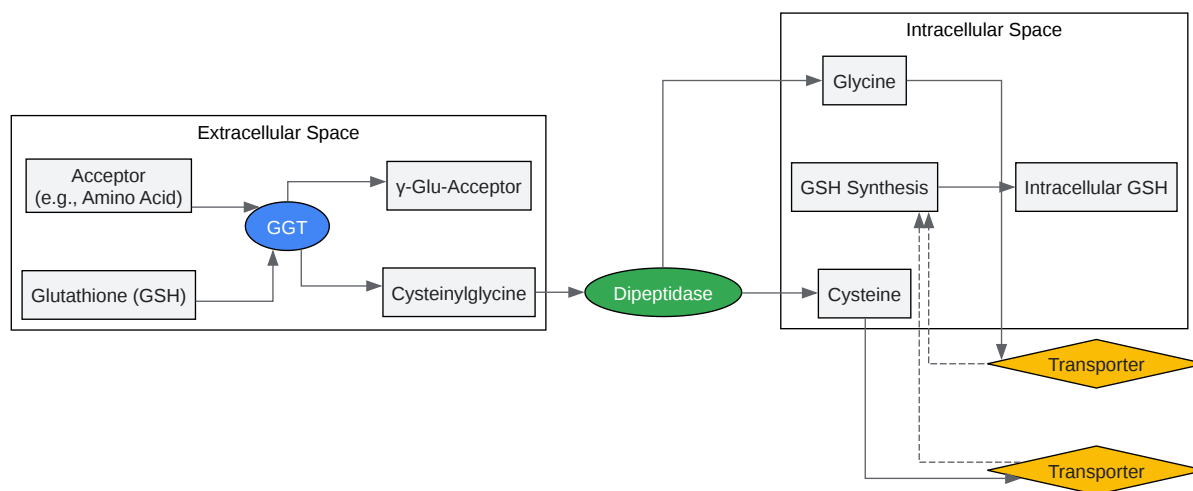 Extracellular Space
Acceptor
(e.g., Amino Acid)
γ-Glu-Acceptor
GGT
Glutathione (GSH)
Cysteinylglycine
Dipeptidase
Intracellular Space
Glycine
GSH Synthesis
Intracellular GSH
Cysteine
Transporter
Transporter